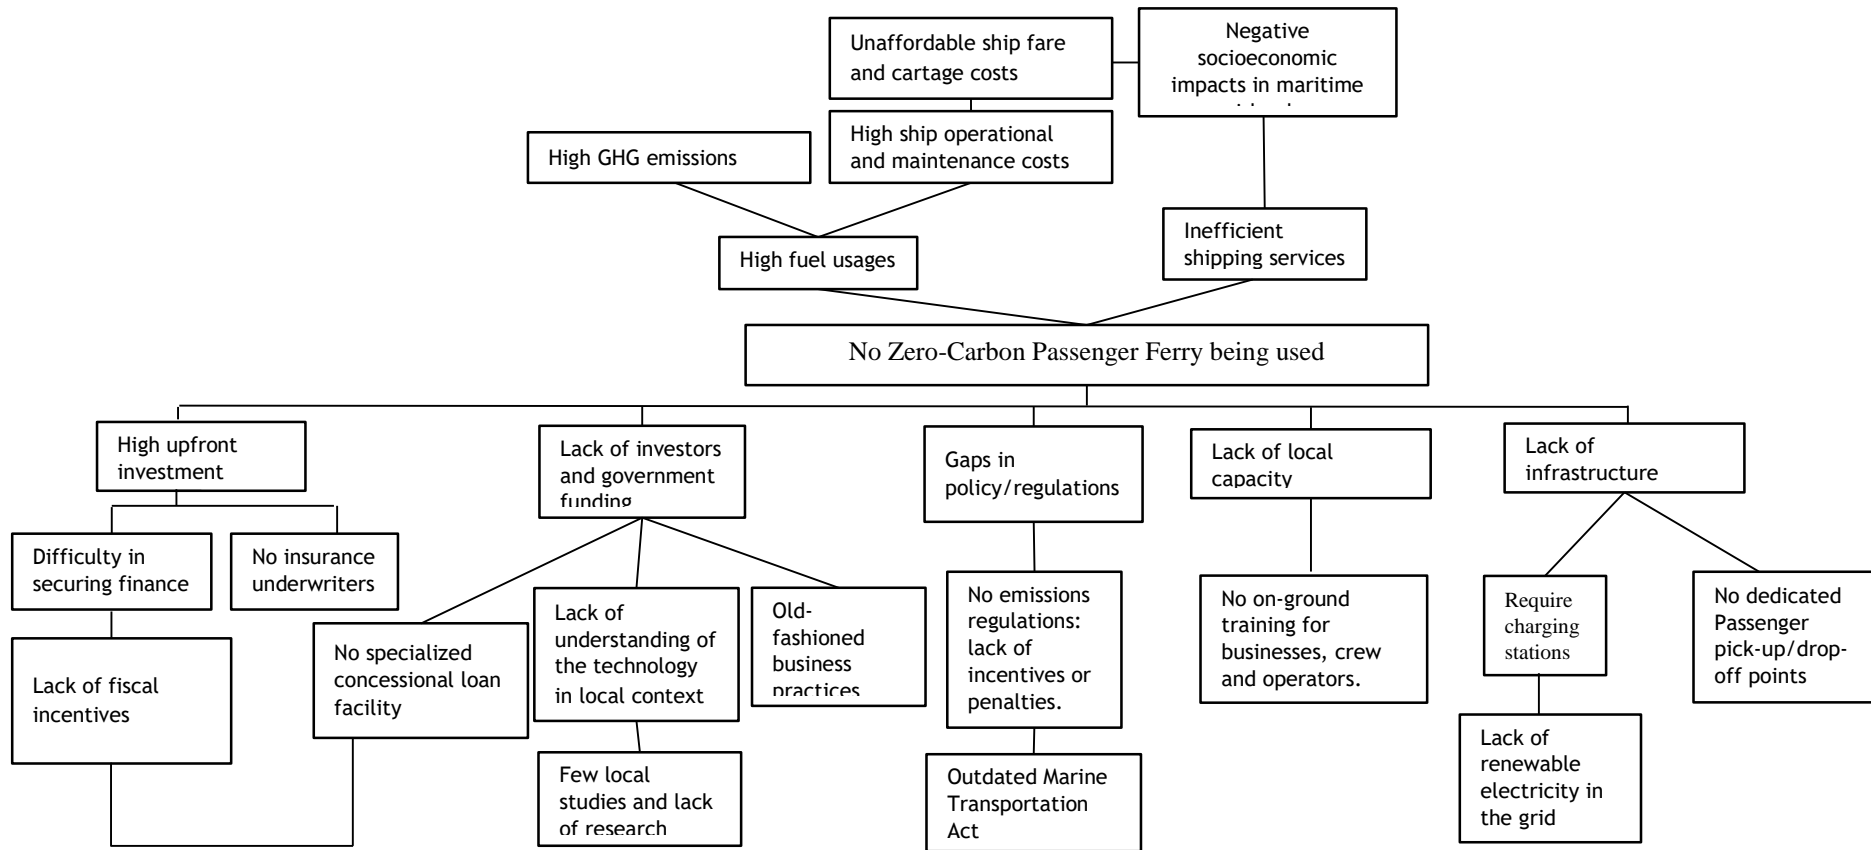 Unaffordable ship fare
and cartage costs
Negative
socioeconomic
impacts in maritime
High GHG emissions
High ship operational
and maintenance costs
High fuel usages
Inefficient
shipping services
No Zero-Carbon Passenger Ferry being used
High upfront
investment
Lack of investors
and government
funding
Gaps in
policy/regulations
Lack of local
capacity
Lack of
infrastructure
Difficulty in
securing finance
No insurance
underwriters
Lack of fiscal
incentives
No specialized
concessional loan
facility
Lack of
understanding of
the technology
in local context
Old-
fashioned
business
practices
No emissions
regulations:
lack of
incentives or
penalties.
No on-ground
training for
businesses, crew
and operators.
Require
charging
stations
No dedicated
Passenger
pick-up/drop-
off points
Few local
studies and lack
of research
Outdated Marine
Transportation
Act
Lack of
renewable
electricity in
the grid